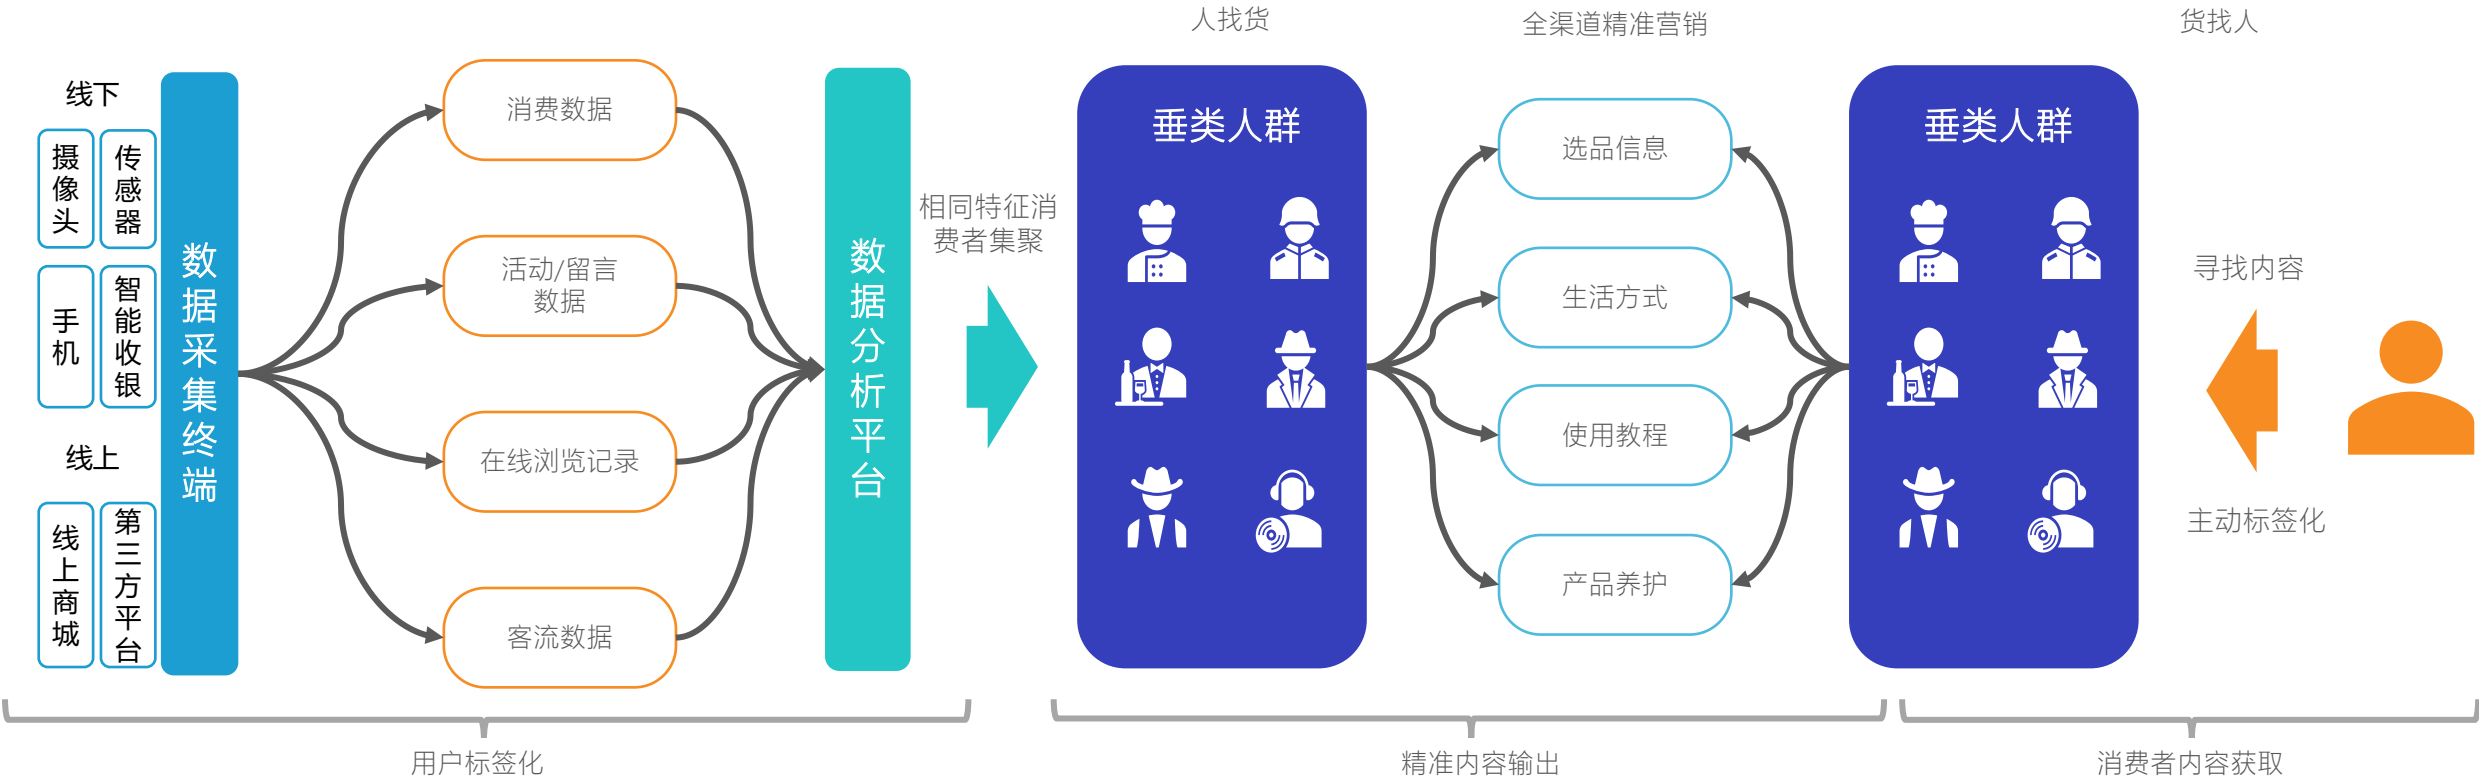 人找货
全渠道精准营销
货找人
线下
摄像头
传感器
手机
智能收银
线上
线上商城
第三方平台
数据采集终端
消费数据
活动/留言
数据
在线浏览记录
客流数据
数据分析平台
相同特征消
费者集聚
垂类人群
选品信息
生活方式
使用教程
产品养护
垂类人群
寻找内容
主动标签化
用户标签化
精准内容输出
消费者内容获取